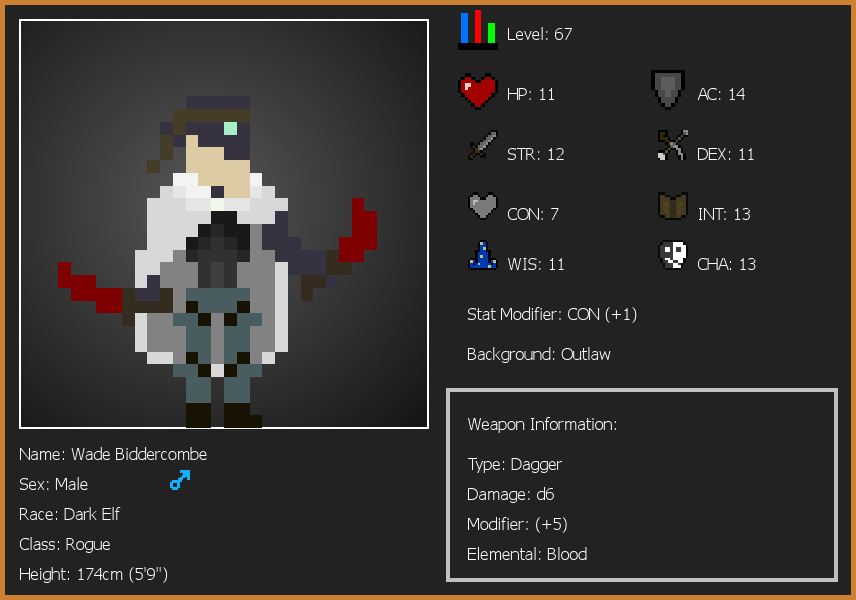 Level: 67
HP: 11
AC: 14
STR: 12
DEX: 11
CON: 7
INT: 13
WIS: 11
CHA: 13
Stat Modifier: CON (+1)
Background: Outlaw
Weapon Information:
Type: Dagger
Damage: d6
Modifier: (+5)
Elemental: Blood
Name: Wade Biddercombe
Sex: Male
Race: Dark Elf
Class: Rogue
Height: 174cm (5'9")